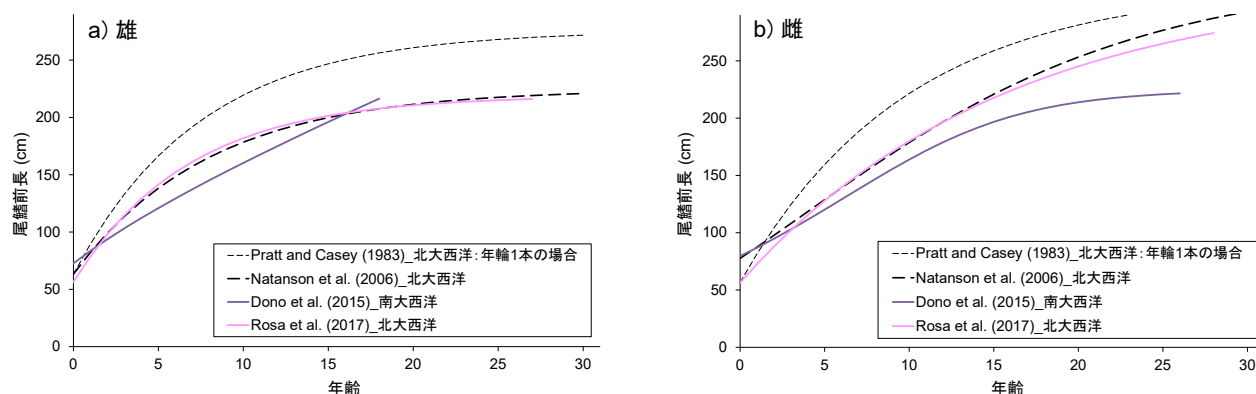 a) 雄
250
200
150
100
50
0
尾鰭前長 (cm)
Pratt and Casey (1983)_北大西洋:年輪1本の場合
Natanson et al. (2006)_北大西洋
Dono et al. (2015)_南大西洋
Rosa et al. (2017)_北大西洋
0 5 10 15 20 25 30
年齢
b) 雌
250
200
150
100
50
0
尾鰭前長 (cm)
Pratt and Casey (1983)_北大西洋:年輪1本の場合
Natanson et al. (2006)_北大西洋
Dono et al. (2015)_南大西洋
Rosa et al. (2017)_北大西洋
0 5 10 15 20 25 30
年齢